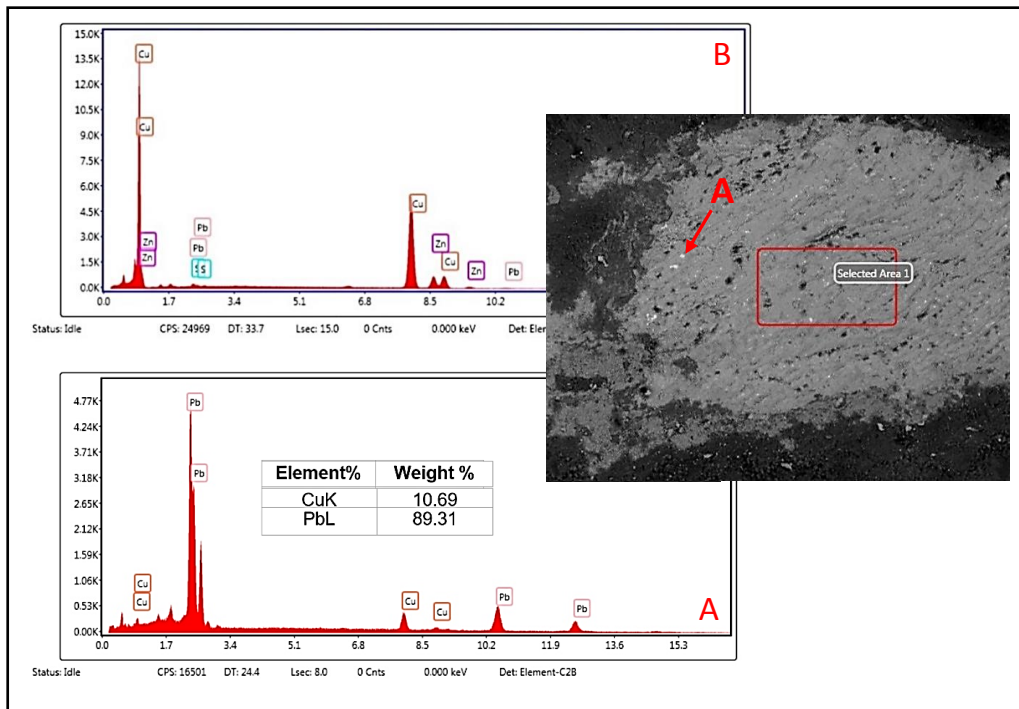 15.0K
13.5K
10.5K
9.0K
7.5K
6.0K
4.5K
3.0K
1.5K
0.0K
Cu
Cu
Zn
Zn
Pb
Pb
S
Cu
Zn
Cu
Zn
Pb
B
0.0 1.7 3.4 5.1 6.8 8.5 10.2
Status: Idle CPS: 24969 DT: 33.7 Lsec: 15.0 0 Cnts 0.000 keV Det: Elem
A
Selected Area 1
4.77K
4.24K
3.71K
3.18K
2.65K
2.12K
1.59K
1.06K
0.53K
0.00K
Pb
Pb
Cu
Cu
Cu
Cu
Pb
Pb
Element% Weight %
CuK 10.69
PbL 89.31
A
0.0 1.7 3.4 5.1 6.8 8.5 10.2 11.9 13.6 15.3
Status: Idle CPS: 16501 DT: 24.4 Lsec: 8.0 0 Cnts 0.000 keV Det: Element-C2B